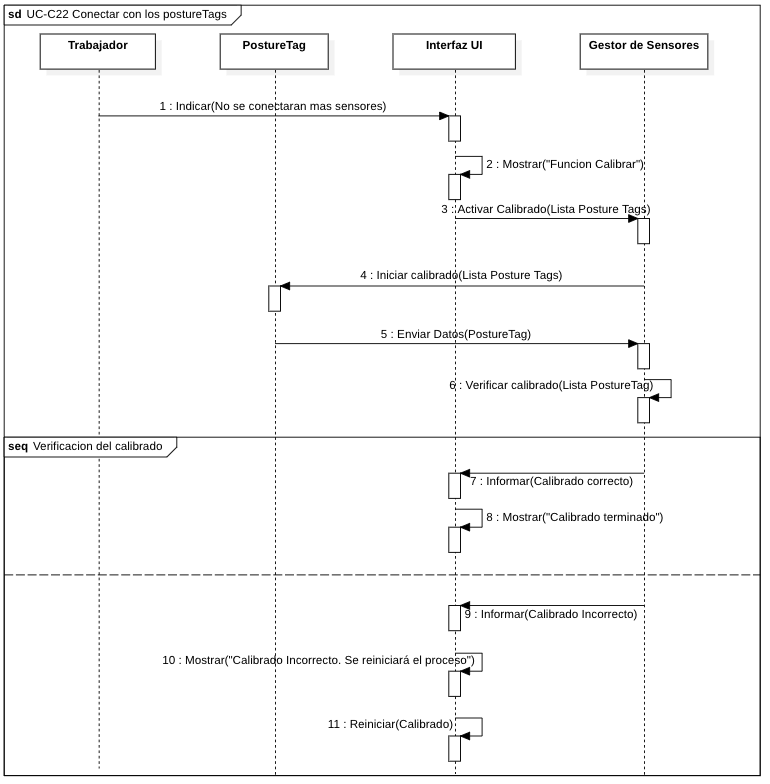 sd UC-C22 Conectar con los postureTags
Trabajador
PostureTag
Interfaz UI
Gestor de Sensores
1 : Indicar(No se conectaran mas sensores)
2 : Mostrar("Funcion Calibrar")
3 : Activar Calibrado(Lista Posture Tags)
4 : Iniciar calibrado(Lista Posture Tags)
5 : Enviar Datos(PostureTag)
6 : Verificar calibrado(Lista PostureTag)
seq Verificacion del calibrado
7 : Informar(Calibrado correcto)
8 : Mostrar("Calibrado terminado")
9 : Informar(Calibrado Incorrecto)
10 : Mostrar("Calibrado Incorrecto. Se reiniciará el proceso")
11 : Reiniciar(Calibrado)